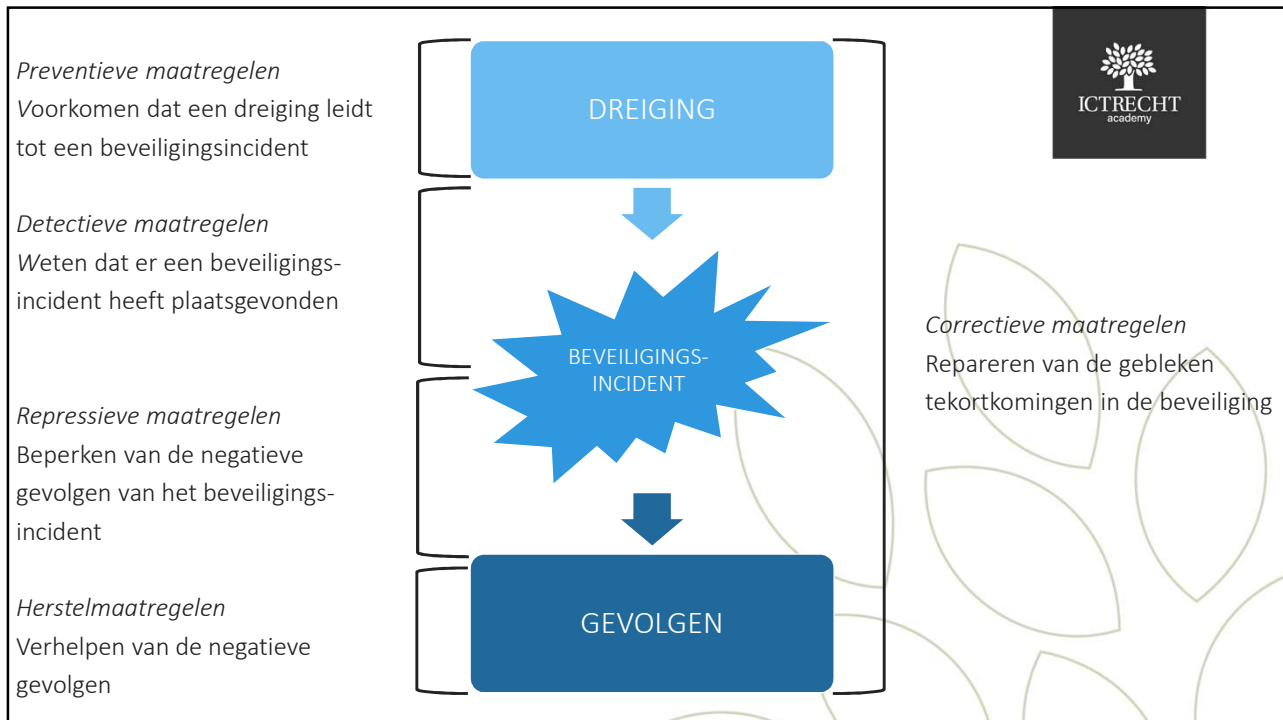 Preventieve maatregelen
Voorkomen dat een dreiging leidt
tot een beveiligingsincident
Detectieve maatregelen
Weten dat er een beveiligings-
incident heeft plaatsgevonden
Repressieve maatregelen
Beperken van de negatieve
gevolgen van het beveiligings-
incident
Herstelmaatregelen
Verhelpen van de negatieve
gevolgen
DREIGING
BEVEILIGINGS-
INCIDENT
GEVOLGEN
ICTRECHT
academy
Correctieve maatregelen
Repareren van de gebleken
tekortkomingen in de beveiliging